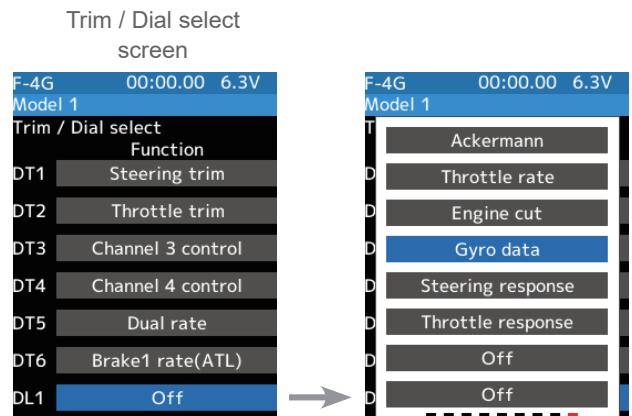 Trim / Dial select
screen
F-4G 00:00.00 6.3V
Model 1
Trim / Dial select
Function
DT1 Steering trim
DT2 Throttle trim
DT3 Channel 3 control
DT4 Channel 4 control
DT5 Dual rate
DT6 Brake1 rate(ATL)
DL1 Off
F-4G 00:00.00 6.3V
Model 1
T
Ackermann
D Throttle rate
D Engine cut
D Gyro data
D Steering response
D Throttle response
D Off
D Off